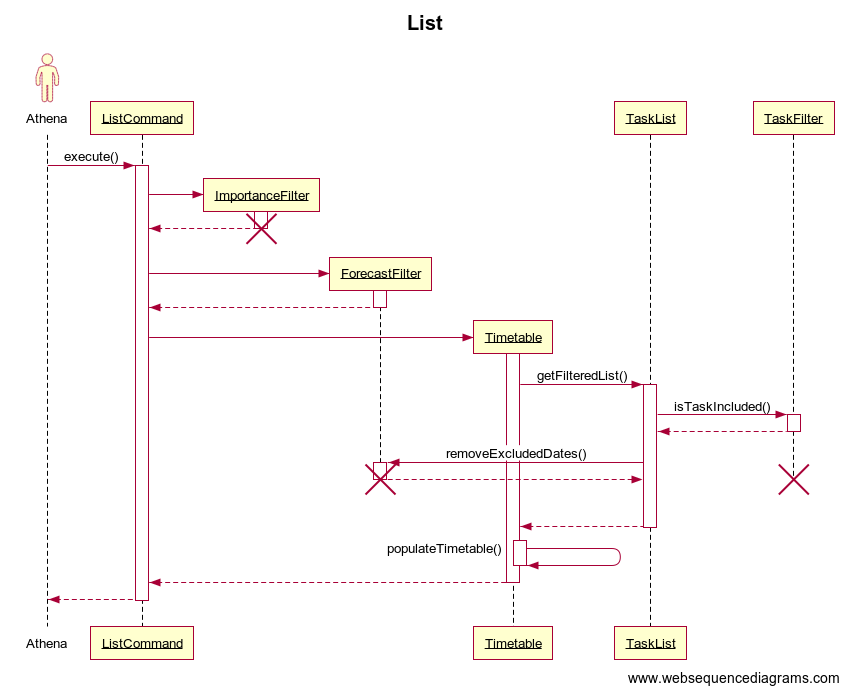 List
Athena
ListCommand
TaskList
TaskFilter
execute()
ImportanceFilter
ForecastFilter
Timetable
getFilteredList()
isTaskIncluded()
removeExcludedDates()
populateTimetable()
Athena
ListCommand
Timetable
TaskList
www.websequencediagrams.com